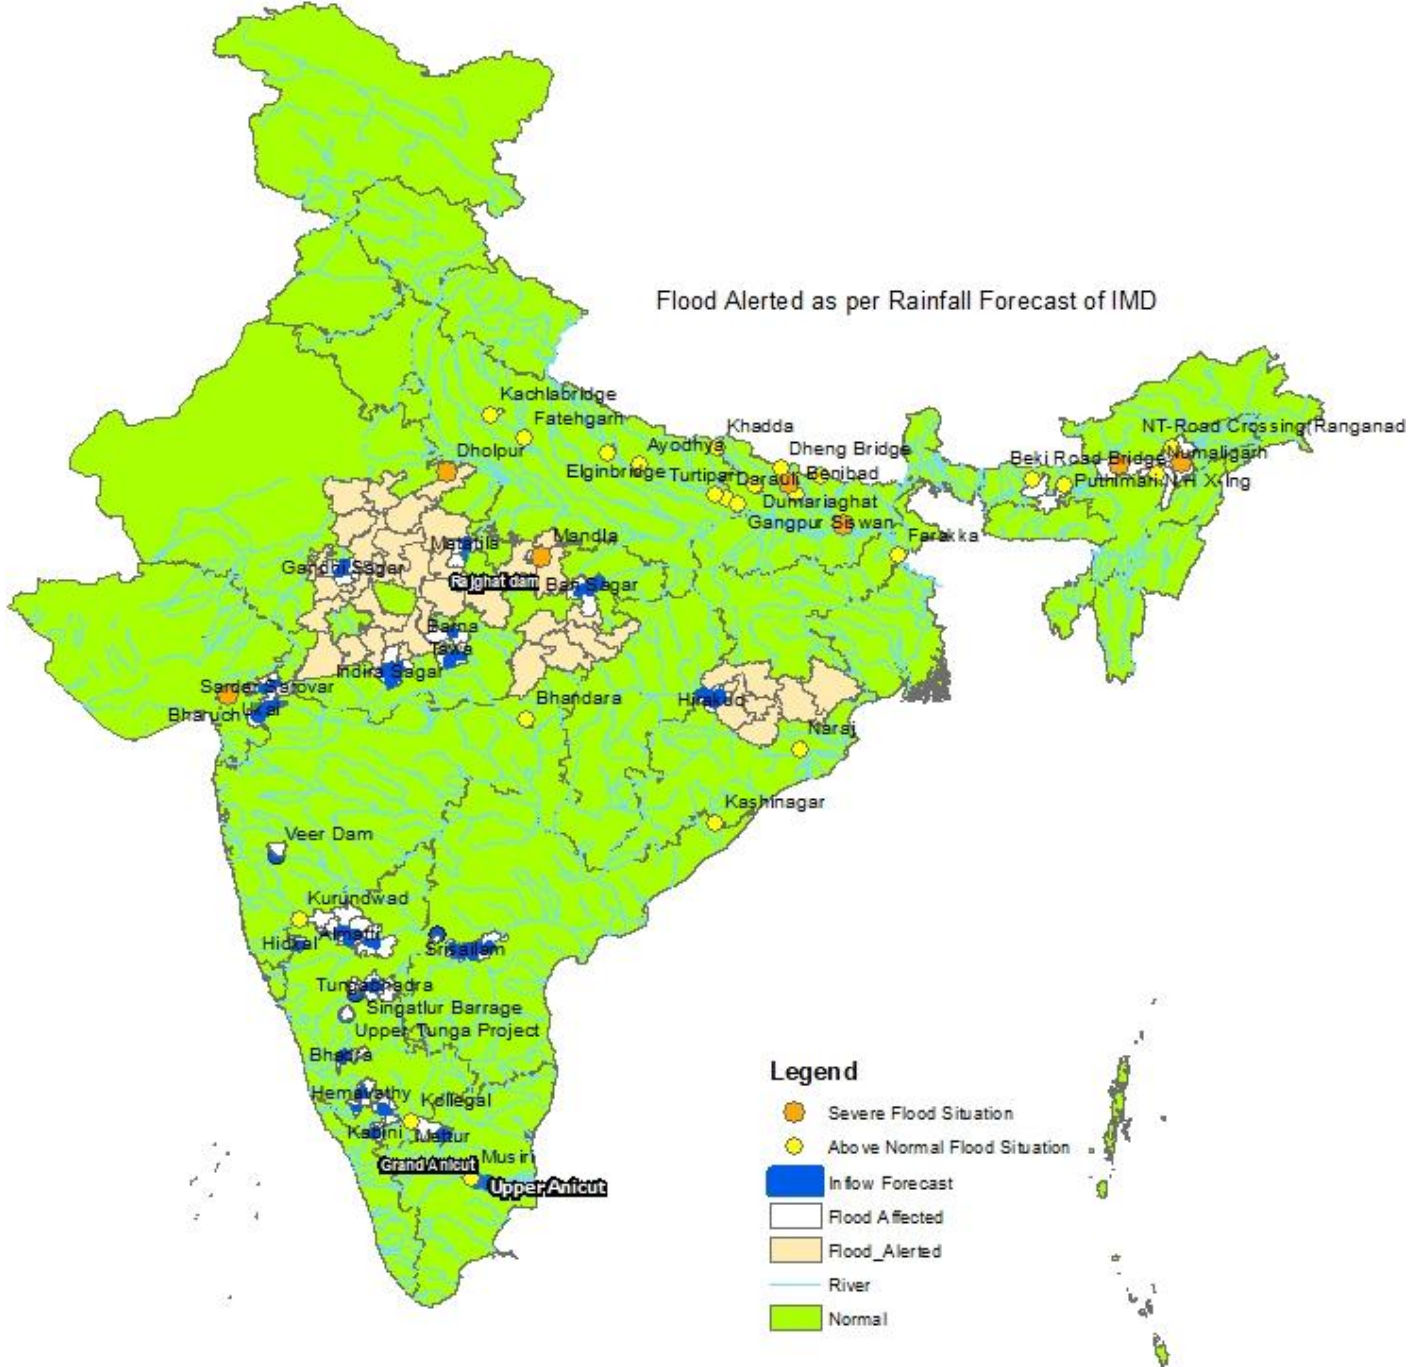 Flood Alerted as per Rainfall Forecast of IMD
Kachlabridge
Fatehgarh
Khadda
NT-Road Crossing(Ranganad
Dholpur
Ayodhya
Dheng Bridge
Beki Road Bridge
Numaligarh
Elginbridge
Turtipar
Darauli
Benibad
Puthimari N.H X-Ing
Dumariaghat
Gangpur Siswan
Matatila
Mandla
Farakka
Gandhi Sagar
Rajghat dam
Ban Sagar
Barna
Tawa
Indira Sagar
Sardar Sarovar
Bhandara
Hirakud
Bharuch
Ukai
Naraj
Kashinagar
Veer Dam
Kurundwad
Almatti
Hidkal
Srisailam
Tungabhadra
Singatlur Barrage
Upper Tunga Project
Bhadra
Hemavathy
Kollegal
Kabini
Mettur
Grand Anicut
Musiri
Upper Anicut
Legend
Severe Flood Situation
Above Normal Flood Situation
Inflow Forecast
Flood Affected
Flood_Alerted
River
Normal